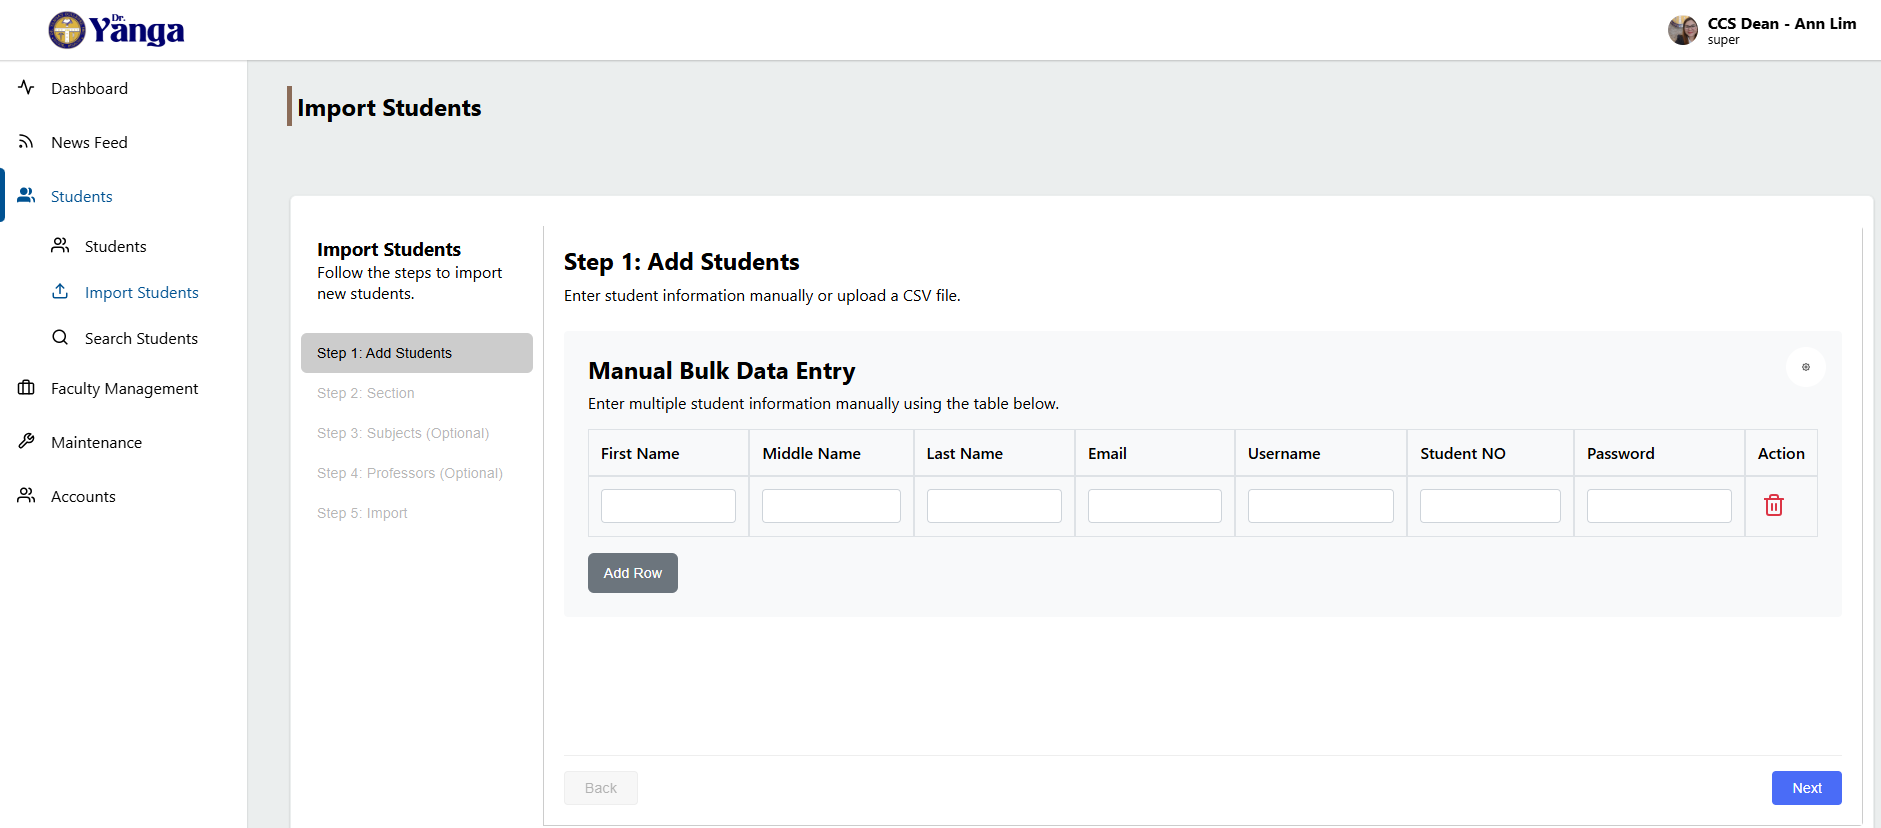 Dr.
Yanga
CCS Dean - Ann Lim
super
Dashboard
News Feed
Students
Students
Import Students
Search Students
Faculty Management
Maintenance
Accounts
Import Students
Import Students
Follow the steps to import
new students.
Step 1: Add Students
Step 2: Section
Step 3: Subjects (Optional)
Step 4: Professors (Optional)
Step 5: Import
Step 1: Add Students
Enter student information manually or upload a CSV file.
Manual Bulk Data Entry
Enter multiple student information manually using the table below.
First Name Middle Name Last Name Email Username Student NO Password Action
Add Row
Back Next